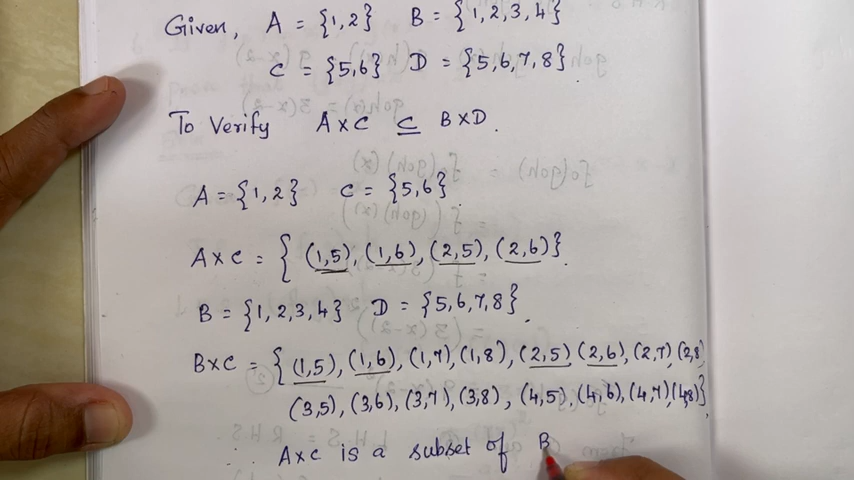 Given, A = {1,2} B = {1,2,3,4}
C = {5,6} D = {5,6,7,8}.
To Verify A×C ⊆ B×D.
A = {1,2} C = {5,6}.
A×C = { (1,5), (1,6), (2,5), (2,6)}.
B = {1,2,3,4} D = {5,6,7,8}.
B×C = { (1,5), (1,6), (1,7), (1,8), (2,5) (2,6), (2,7), (2,8)
(3,5), (3,6), (3,7), (3,8), (4,5), (4,6), (4,7), (4,8)}.
∴ A×C is a subset of B